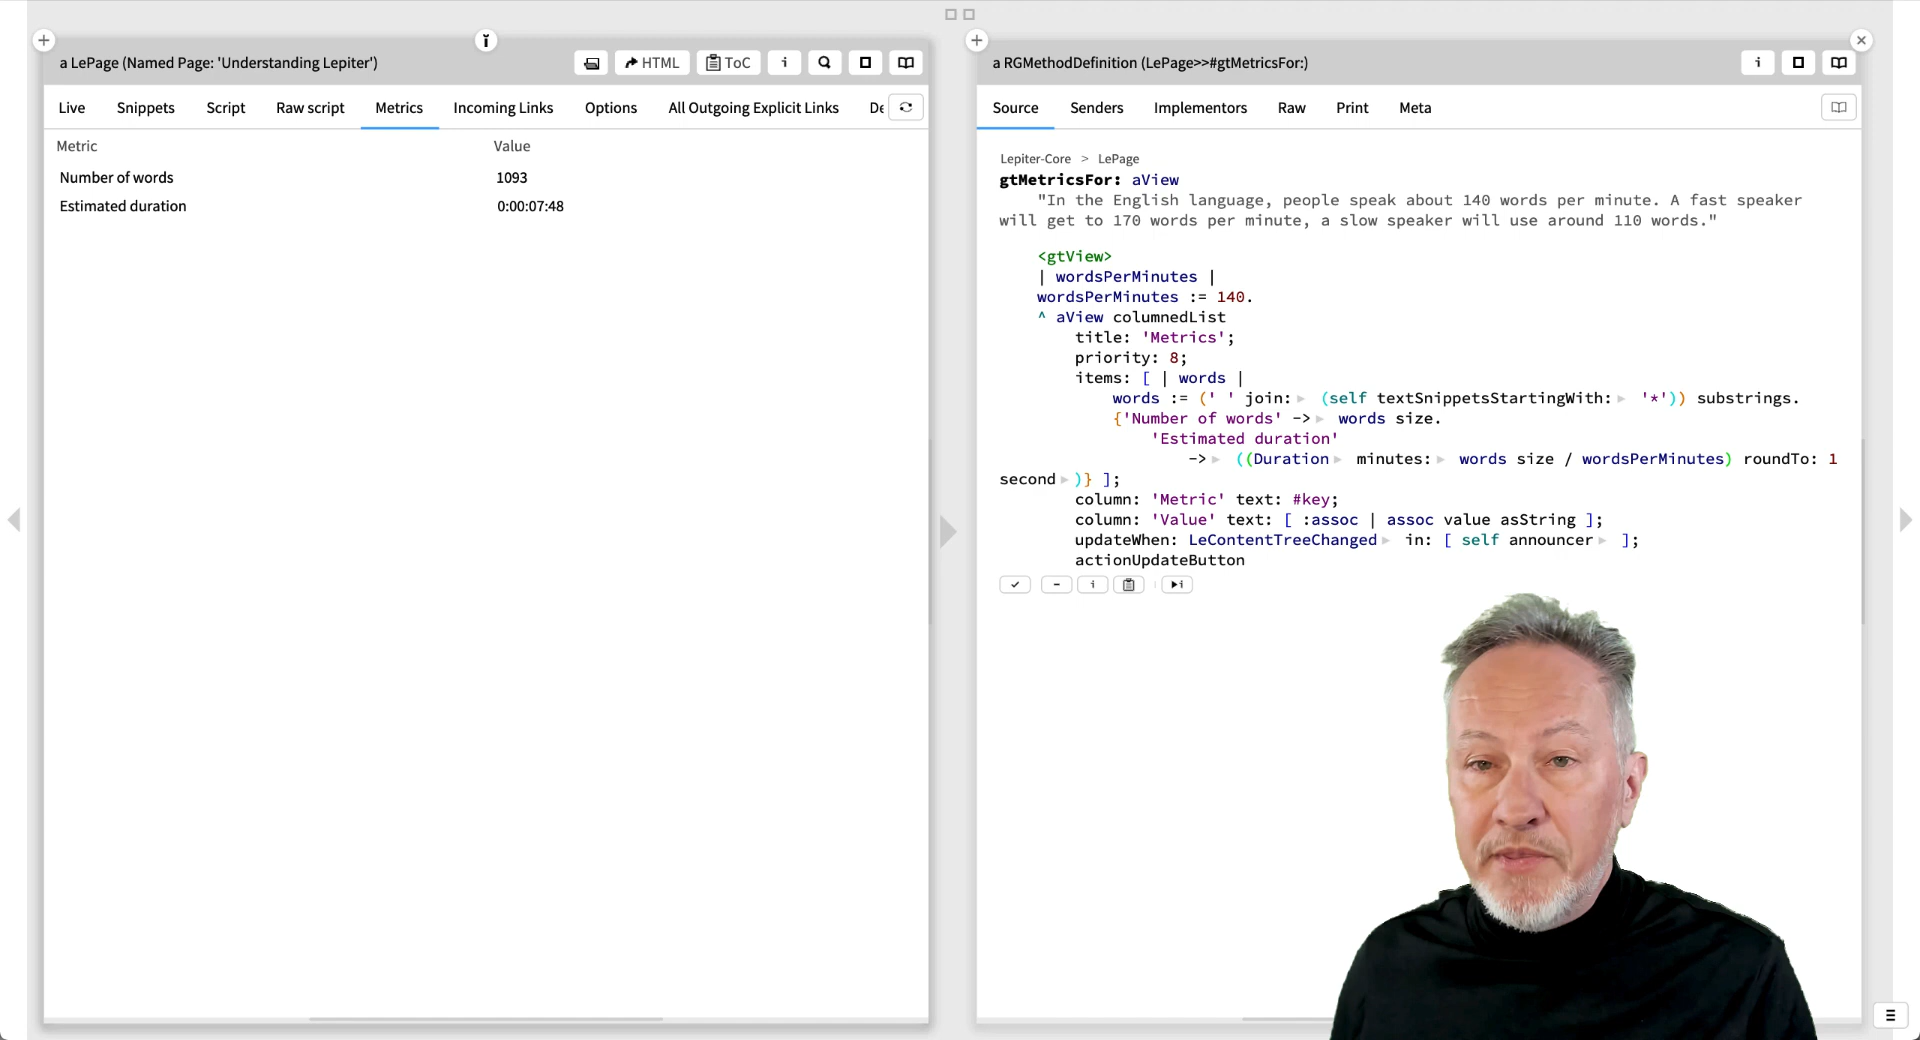 a LePage (Named Page: 'Understanding Lepiter')
HTML
ToC
i
Live
Snippets
Script
Raw script
Metrics
Incoming Links
Options
All Outgoing Explicit Links
De
Metric
Value
Number of words
1093
Estimated duration
0:00:07:48
a RGMethodDefinition (LePage>>#gtMetricsFor:)
i
Source
Senders
Implementors
Raw
Print
Meta
Lepiter-Core > LePage
gtMetricsFor: aView
"In the English language, people speak about 140 words per minute. A fast speaker
will get to 170 words per minute, a slow speaker will use around 110 words."
<gtView>
| wordsPerMinutes |
wordsPerMinutes := 140.
^ aView columnedList
title: 'Metrics';
priority: 8;
items: [ | words |
words := (' ' join: (self textSnippetsStartingWith: '*')) substrings.
{'Number of words' -> words size.
'Estimated duration'
-> ((Duration minutes: words size / wordsPerMinutes) roundTo: 1
second )} ];
column: 'Metric' text: #key;
column: 'Value' text: [ :assoc | assoc value asString ];
updateWhen: LeContentTreeChanged in: [ self announcer ];
actionUpdateButton
i
i